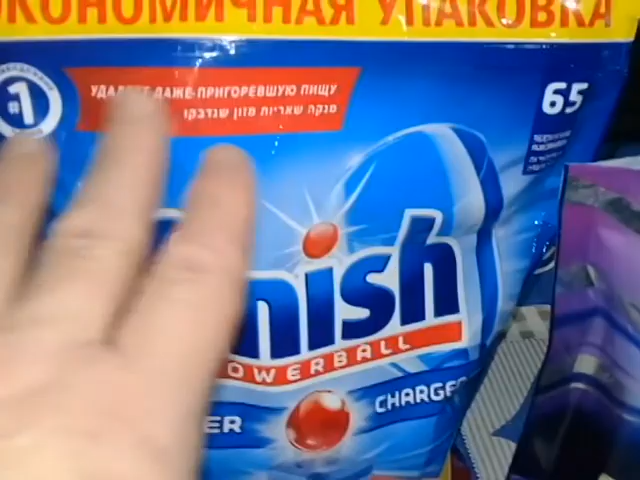 ЭКОНОМИЧНАЯ УПАКОВКА
#1
УДАЛЯЕТ ДАЖЕ ПРИГОРЕВШУЮ ПИЩУ
מנקה שאריות מזון שנדבקו
65
nish
OWERBALL
ER
CHARGE